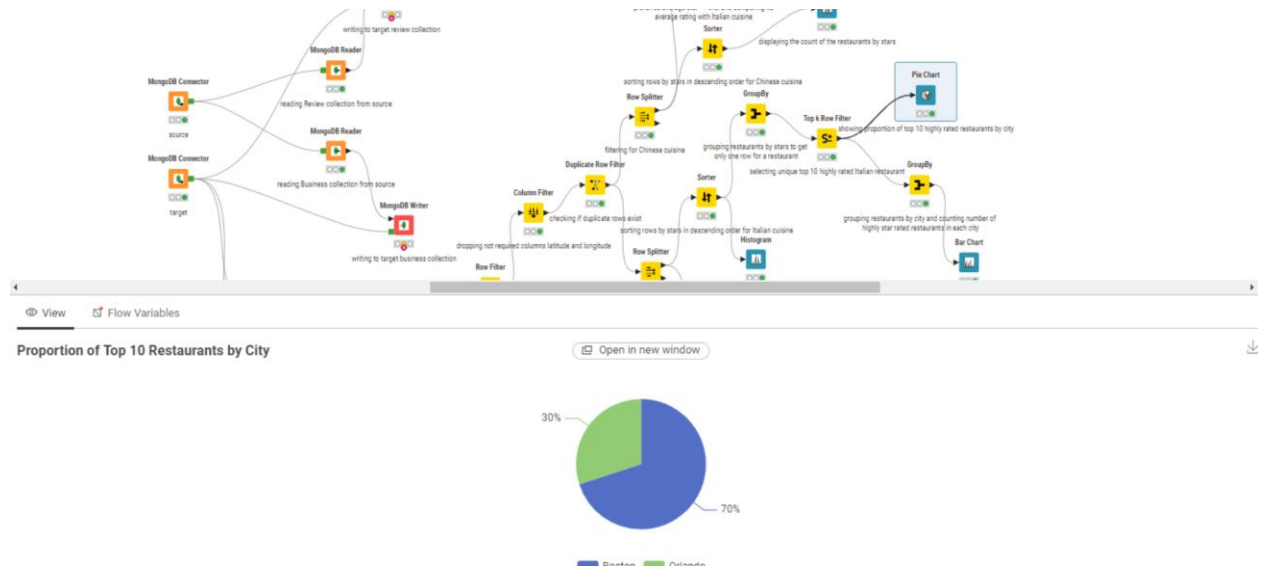 writing to target review collection
average rating with Italian cuisine
Sorter
displaying the count of the restaurants by stars
MongoDB Reader
MongoDB Connector
reading Review collection from source
source
sorting rows by stars in descending order for Chinese cuisine
Row Splitter
GroupBy
Pie Chart
Top k Row Filter
showing proportion of top 10 highly rated restaurants by city
MongoDB Reader
MongoDB Connector
filtering for Chinese cuisine
grouping restaurants by stars to get
only one row for a restaurant
selecting unique top 10 highly rated Italian restaurant
Duplicate Row Filter
Sorter
GroupBy
reading Business collection from source
target
Column Filter
MongoDB Writer
checking if duplicate rows exist
grouping restaurants by city and counting number of
highly star rated restaurants in each city
sorting rows by stars in descending order for Italian cuisine
dropping not required columns latitude and longitude
Histogram
Bar Chart
writing to target business collection
Row Splitter
Row Filter
View
Flow Variables
Proportion of Top 10 Restaurants by City
Open in new window
30%
70%
Boston Orlando